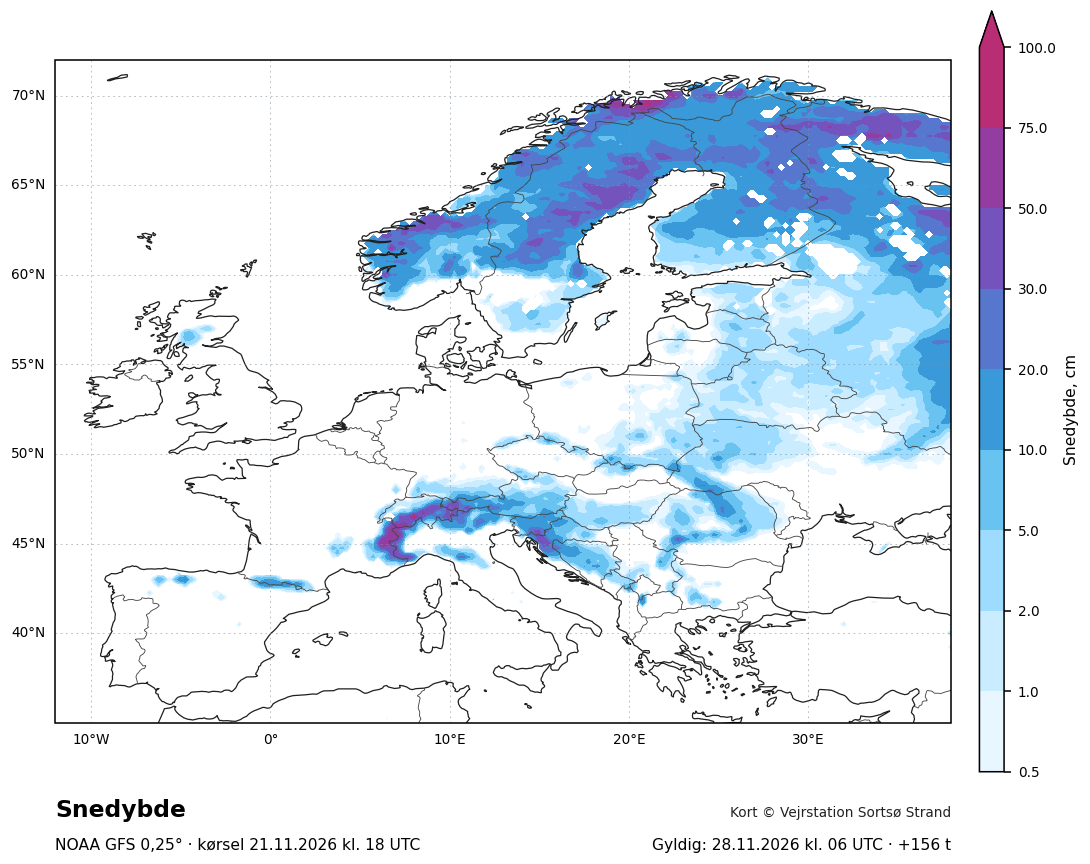 100.0
75.0
50.0
30.0
20.0
10.0
5.0
2.0
1.0
0.5
Snedybde, cm
70°N
65°N
60°N
55°N
50°N
45°N
40°N
10°W
0°
10°E
20°E
30°E
Snedybde
Kort © Vejrstation Sortsø Strand
NOAA GFS 0,25° · kørsel 21.11.2026 kl. 18 UTC
Gyldig: 28.11.2026 kl. 06 UTC · +156 t